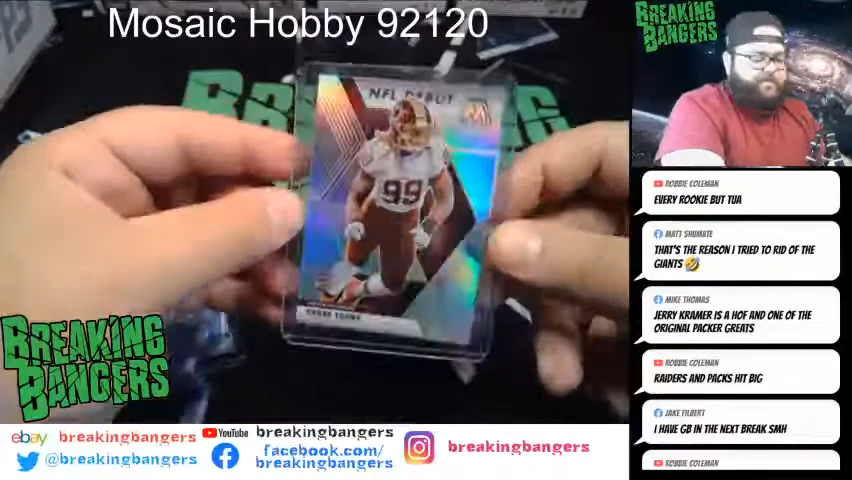 Mosaic Hobby 92120
BREAKING
BANGERS
NFL DEBUT
99
CHASE YOUNG
ROBBIE COLEMAN
EVERY ROOKIE BUT TUA
MATT SHUMATE
THAT'S THE REASON I TRIED TO RID OF THE
GIANTS 🤣
MIKE THOMAS
JERRY KRAMER IS A HOF AND ONE OF THE
ORIGINAL PACKER GREATS
ROBBIE COLEMAN
RAIDERS AND PACKS HIT BIG
JAKE FILBERT
I HAVE GB IN THE NEXT BREAK SMH
ROBBIE COLEMAN
BREAKING
BANGERS
ebay breakingbangers
YouTube breakingbangers
@breakingbangers
facebook.com/
breakingbangers
breakingbangers